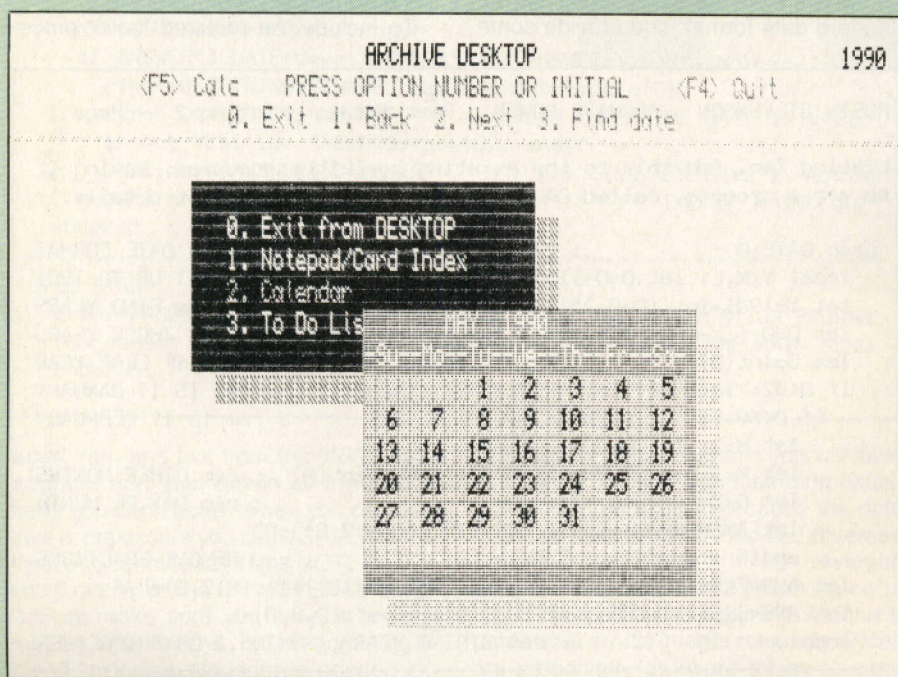 ARCHIVE DESKTOP 1990
<F5> Calc PRESS OPTION NUMBER OR INITIAL <F4> Quit
0. Exit 1. Back 2. Next 3. Find date
0. Exit from DESKTOP
1. Notepad/Card Index
2. Calendar
3. To Do Lis
MAY 1990
Su Mo Tu We Th Fr Sa
1 2 3 4 5
6 7 8 9 10 11 12
13 14 15 16 17 18 19
20 21 22 23 24 25 26
27 28 29 30 31